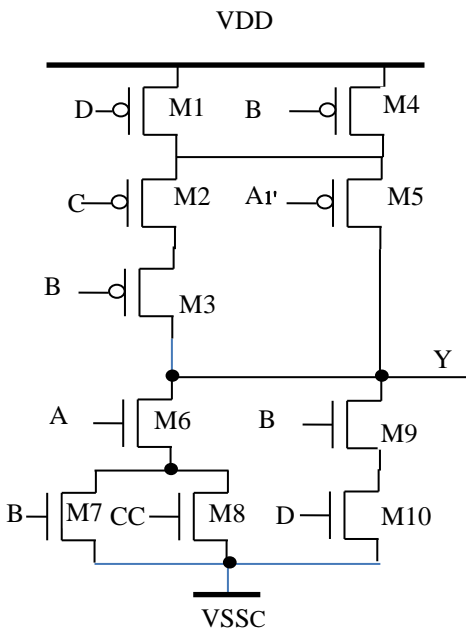 VDD
D M1 B M4
C M2 A1' M5
B M3
Y
A M6 B M9
B M7 CC M8 D M10
VSSC